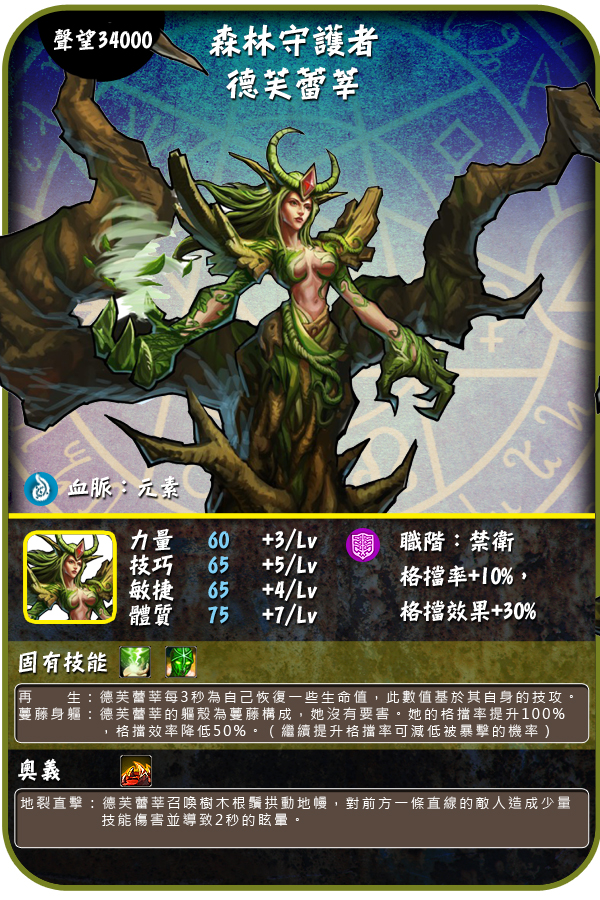 聲望34000
森林守護者
德芙蕾莘
血脈：元素
力量 60 +3/Lv
技巧 65 +5/Lv
敏捷 65 +4/Lv
體質 75 +7/Lv
職階：禁衛
格擋率+10%，
格擋效果+30%
固有技能
再　　生：德芙蕾莘每3秒為自己恢復一些生命值，此數值基於其自身的技攻。
蔓藤身軀：德芙蕾莘的軀殼為蔓藤構成，她沒有要害。她的格擋率提升100%
，格擋效率降低50%。（繼續提升格擋率可減低被暴擊的機率）
奧義
地裂直擊：德芙蕾莘召喚樹木根鬚拱動地幔，對前方一條直線的敵人造成少量
技能傷害並導致2秒的眩暈。